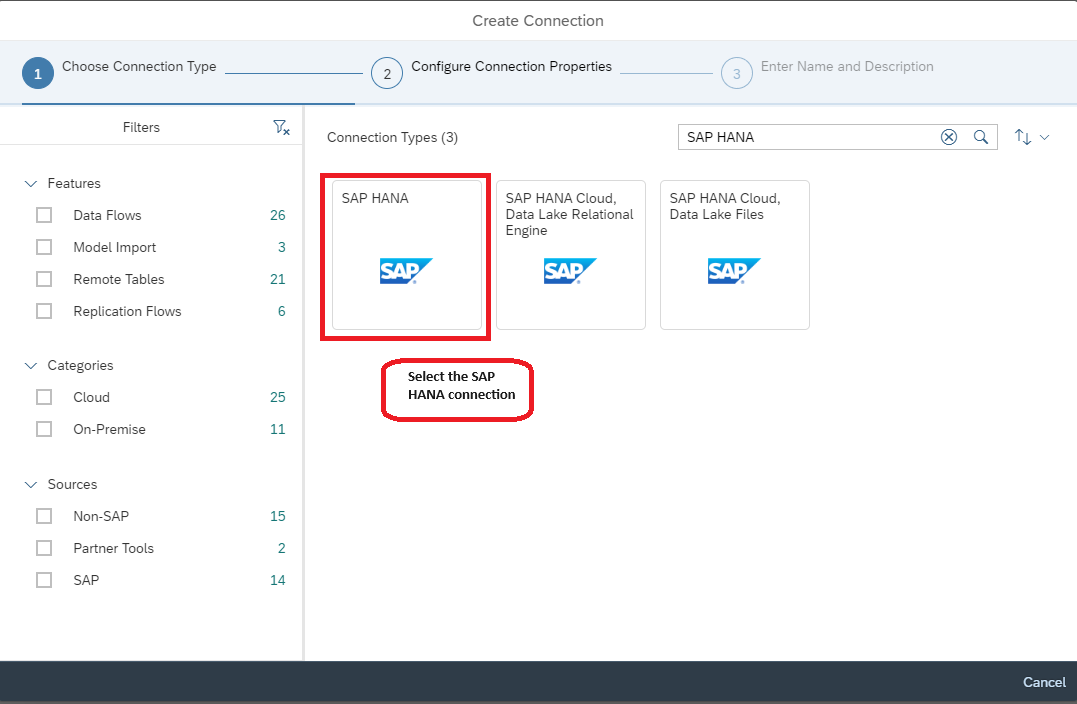 Create Connection
1 Choose Connection Type 2 Configure Connection Properties 3 Enter Name and Description
Filters
Features
Data Flows 26
Model Import 3
Remote Tables 21
Replication Flows 6
Categories
Cloud 25
On-Premise 11
Sources
Non-SAP 15
Partner Tools 2
SAP 14
Connection Types (3) SAP HANA
SAP HANA
SAP
SAP HANA Cloud,
Data Lake Relational
Engine
SAP
SAP HANA Cloud,
Data Lake Files
SAP
Select the SAP
HANA connection
Cancel